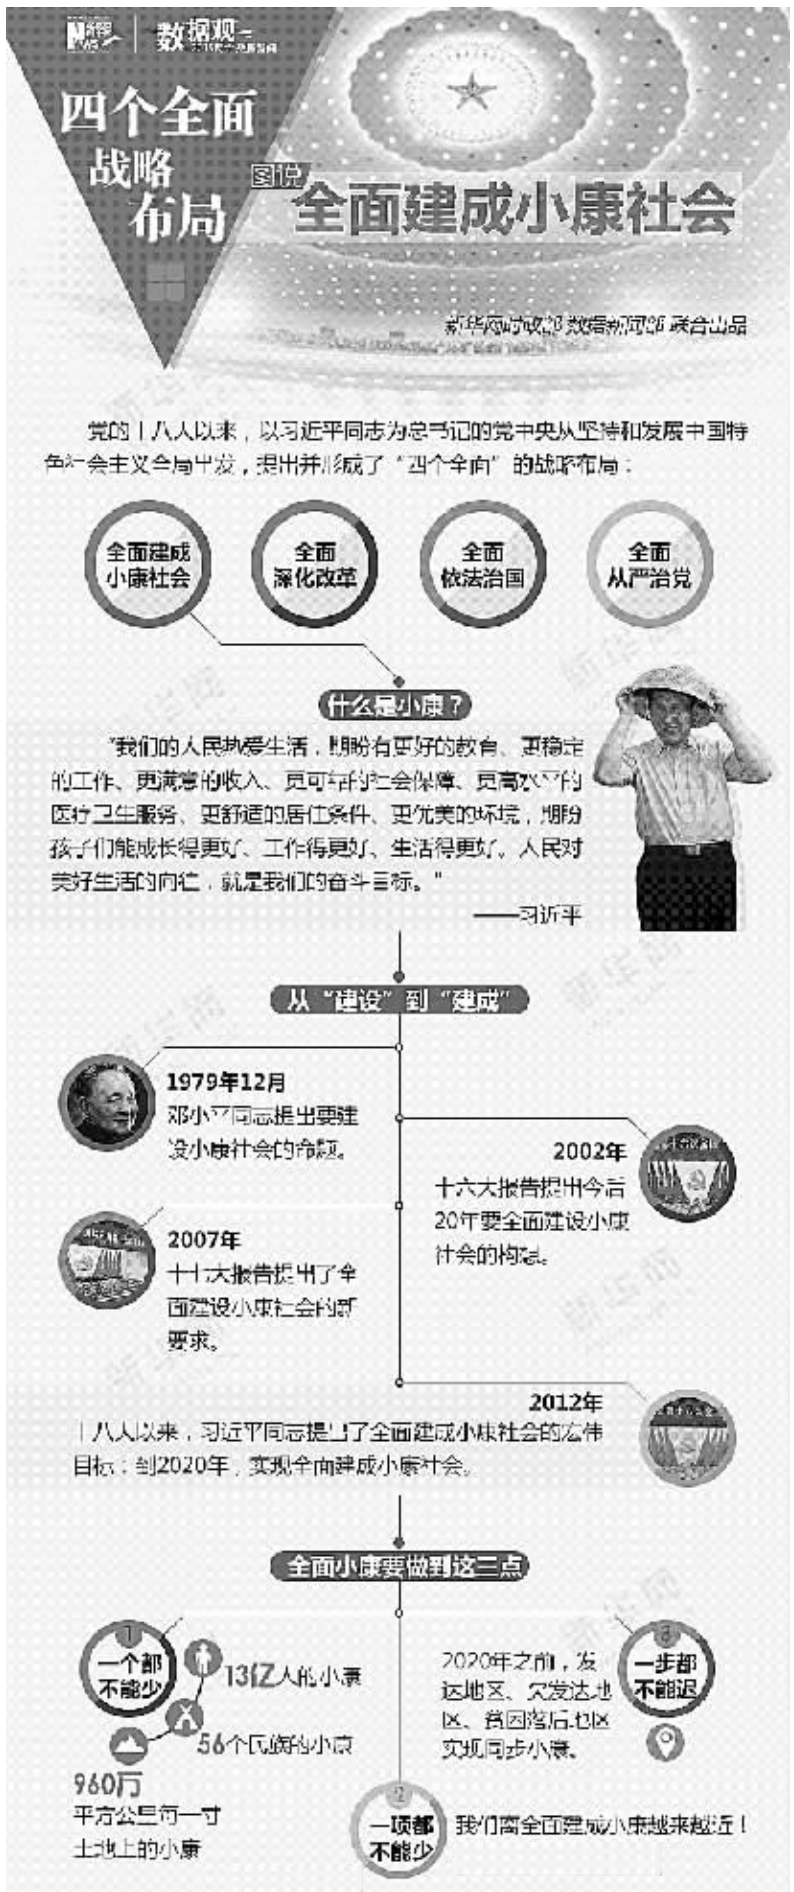 新华网
NEWS
数据观
四个全面
战略
布局
图说
全面建成小康社会
新华网时政部 数据新闻部 联合出品
党的十八大以来，以习近平同志为总书记的党中央从坚持和发展中国特
色社会主义全局出发，提出并形成了“四个全面”的战略布局：
全面建成
小康社会
全面
深化改革
全面
依法治国
全面
从严治党
什么是小康？
“我们的人民热爱生活，期盼有更好的教育、更稳定
的工作、更满意的收入、更可靠的社会保障、更高水平的
医疗卫生服务、更舒适的居住条件、更优美的环境，期盼
孩子们能成长得更好、工作得更好、生活得更好。人民对
美好生活的向往，就是我们的奋斗目标。”
——习近平
从“建设”到“建成”
1979年12月
邓小平同志提出要建
设小康社会的命题。
2002年
十六大报告提出今后
20年要全面建设小康
社会的构想。
2007年
十七大报告提出了全
面建设小康社会的新
要求。
2012年
十八大以来，习近平同志提出了全面建成小康社会的宏伟
目标：到2020年，实现全面建成小康社会。
全面小康要做到这三点
1
一个都
不能少
13亿人的小康
56个民族的小康
960万
平方公里每一寸
土地上的小康
2
一项都
不能少
我们离全面建成小康越来越近！
3
一步都
不能迟
2020年之前，发
达地区、欠发达地
区、贫困落后地区
实现同步小康。